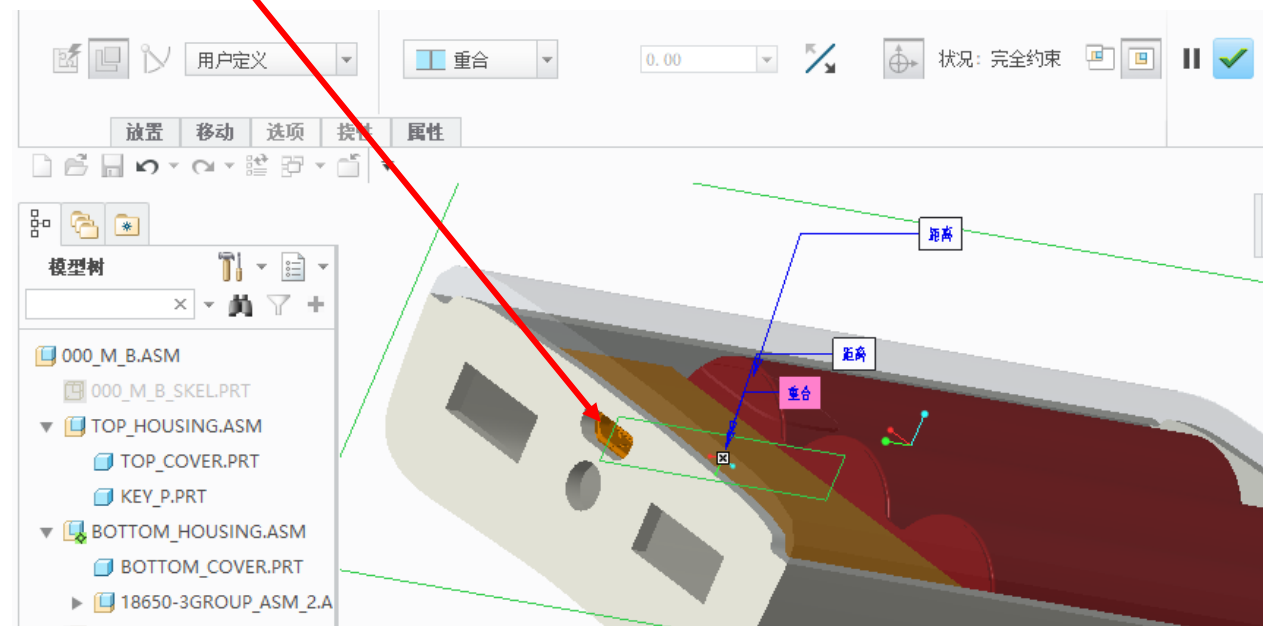 用户定义
重合
0.00
状况：完全约束
放置
移动
选项
挠性
属性
模型树
000_M_B.ASM
000_M_B_SKEL.PRT
TOP_HOUSING.ASM
TOP_COVER.PRT
KEY_P.PRT
BOTTOM_HOUSING.ASM
BOTTOM_COVER.PRT
18650-3GROUP_ASM_2.A
距离
距离
重合